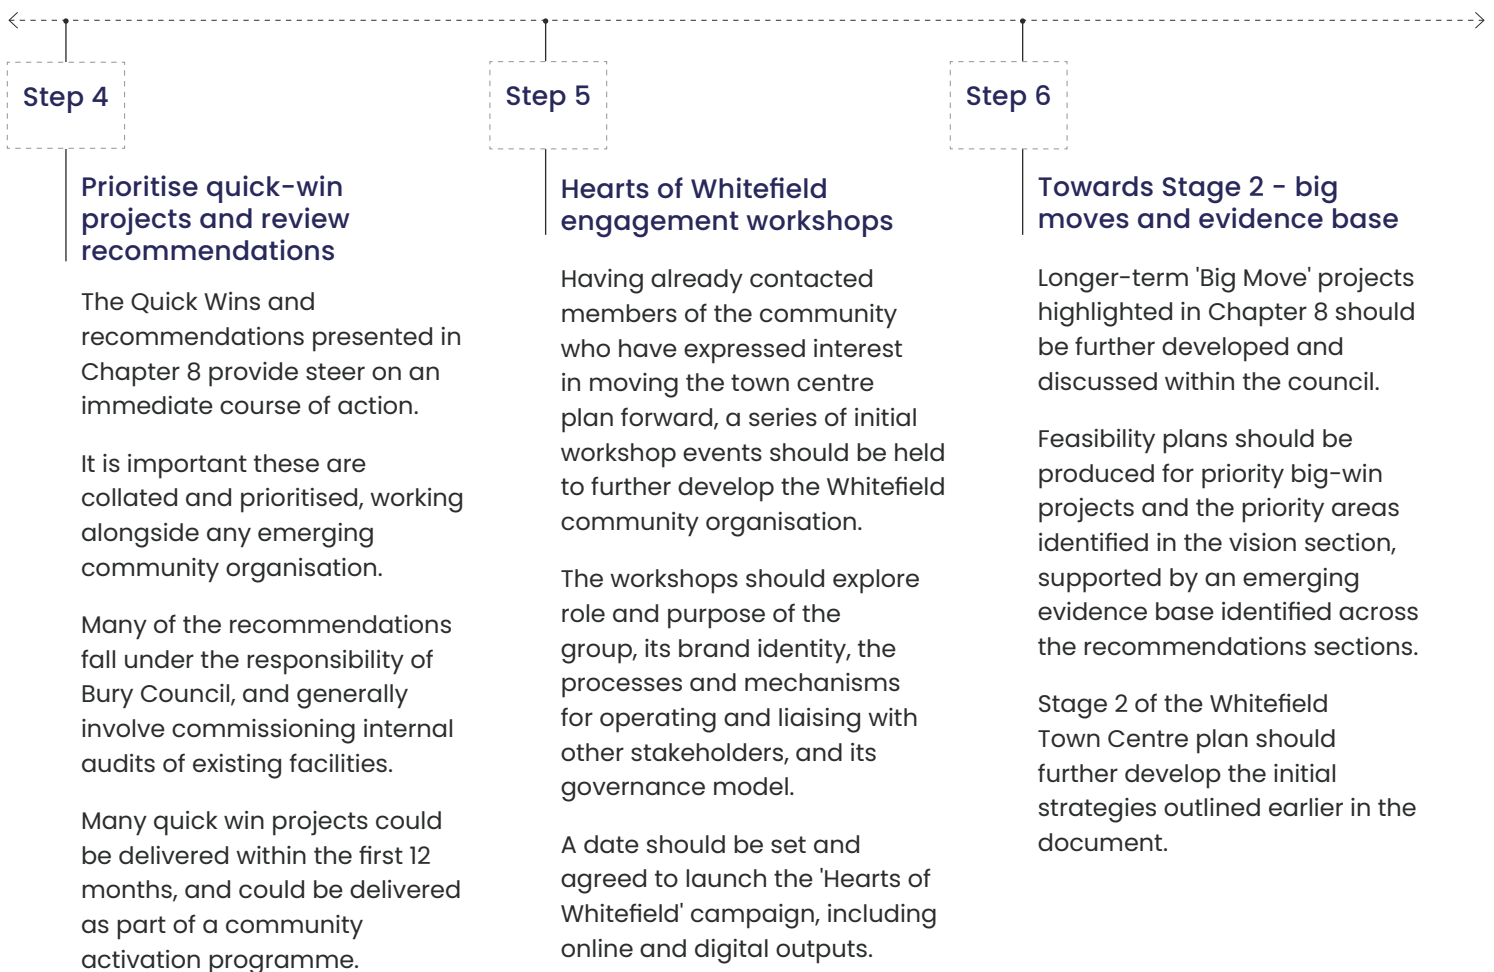 Step 4
Prioritise quick-win
projects and review
recommendations
The Quick Wins and
recommendations presented in
Chapter 8 provide steer on an
immediate course of action.
It is important these are
collated and prioritised, working
alongside any emerging
community organisation.
Many of the recommendations
fall under the responsibility of
Bury Council, and generally
involve commissioning internal
audits of existing facilities.
Many quick win projects could
be delivered within the first 12
months, and could be delivered
as part of a community
activation programme.
Step 5
Hearts of Whitefield
engagement workshops
Having already contacted
members of the community
who have expressed interest
in moving the town centre
plan forward, a series of initial
workshop events should be held
to further develop the Whitefield
community organisation.
The workshops should explore
role and purpose of the
group, its brand identity, the
processes and mechanisms
for operating and liaising with
other stakeholders, and its
governance model.
A date should be set and
agreed to launch the 'Hearts of
Whitefield' campaign, including
online and digital outputs.
Step 6
Towards Stage 2 - big
moves and evidence base
Longer-term 'Big Move' projects
highlighted in Chapter 8 should
be further developed and
discussed within the council.
Feasibility plans should be
produced for priority big-win
projects and the priority areas
identified in the vision section,
supported by an emerging
evidence base identified across
the recommendations sections.
Stage 2 of the Whitefield
Town Centre plan should
further develop the initial
strategies outlined earlier in the
document.